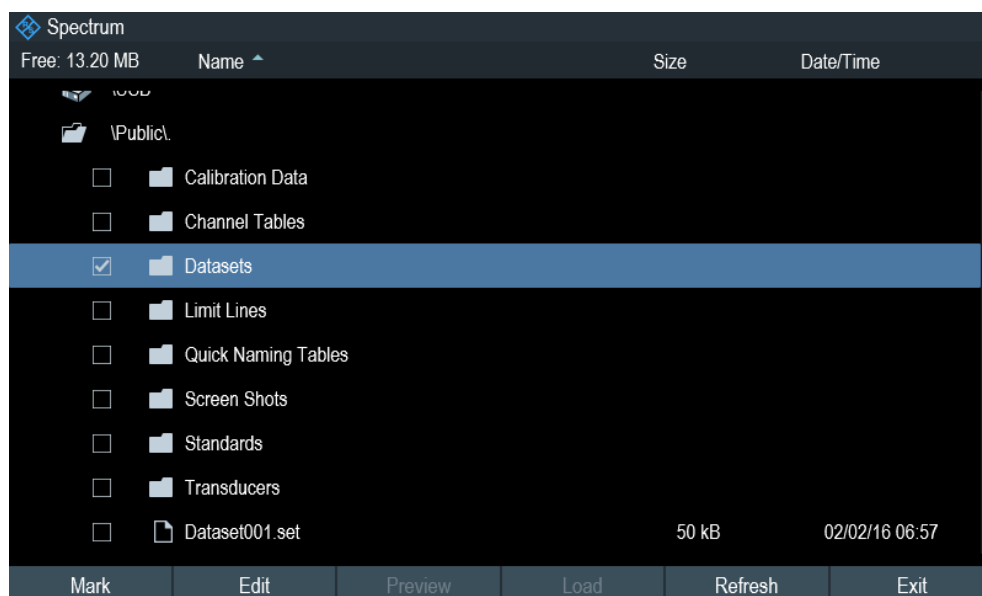 Spectrum
Free: 13.20 MB Name Size Date/Time
\Public\.
Calibration Data
Channel Tables
Datasets
Limit Lines
Quick Naming Tables
Screen Shots
Standards
Transducers
Dataset001.set 50 kB 02/02/16 06:57
Mark Edit Preview Load Refresh Exit